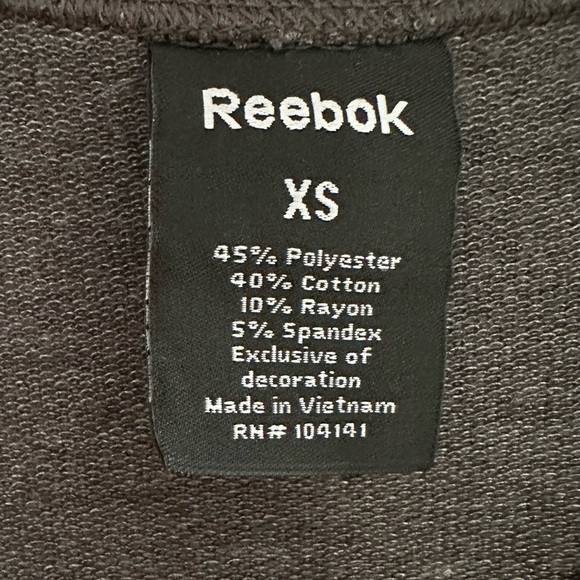 Reebok
XS
45% Polyester
40% Cotton
10% Rayon
5% Spandex
Exclusive of
decoration
Made in Vietnam
RN# 104141